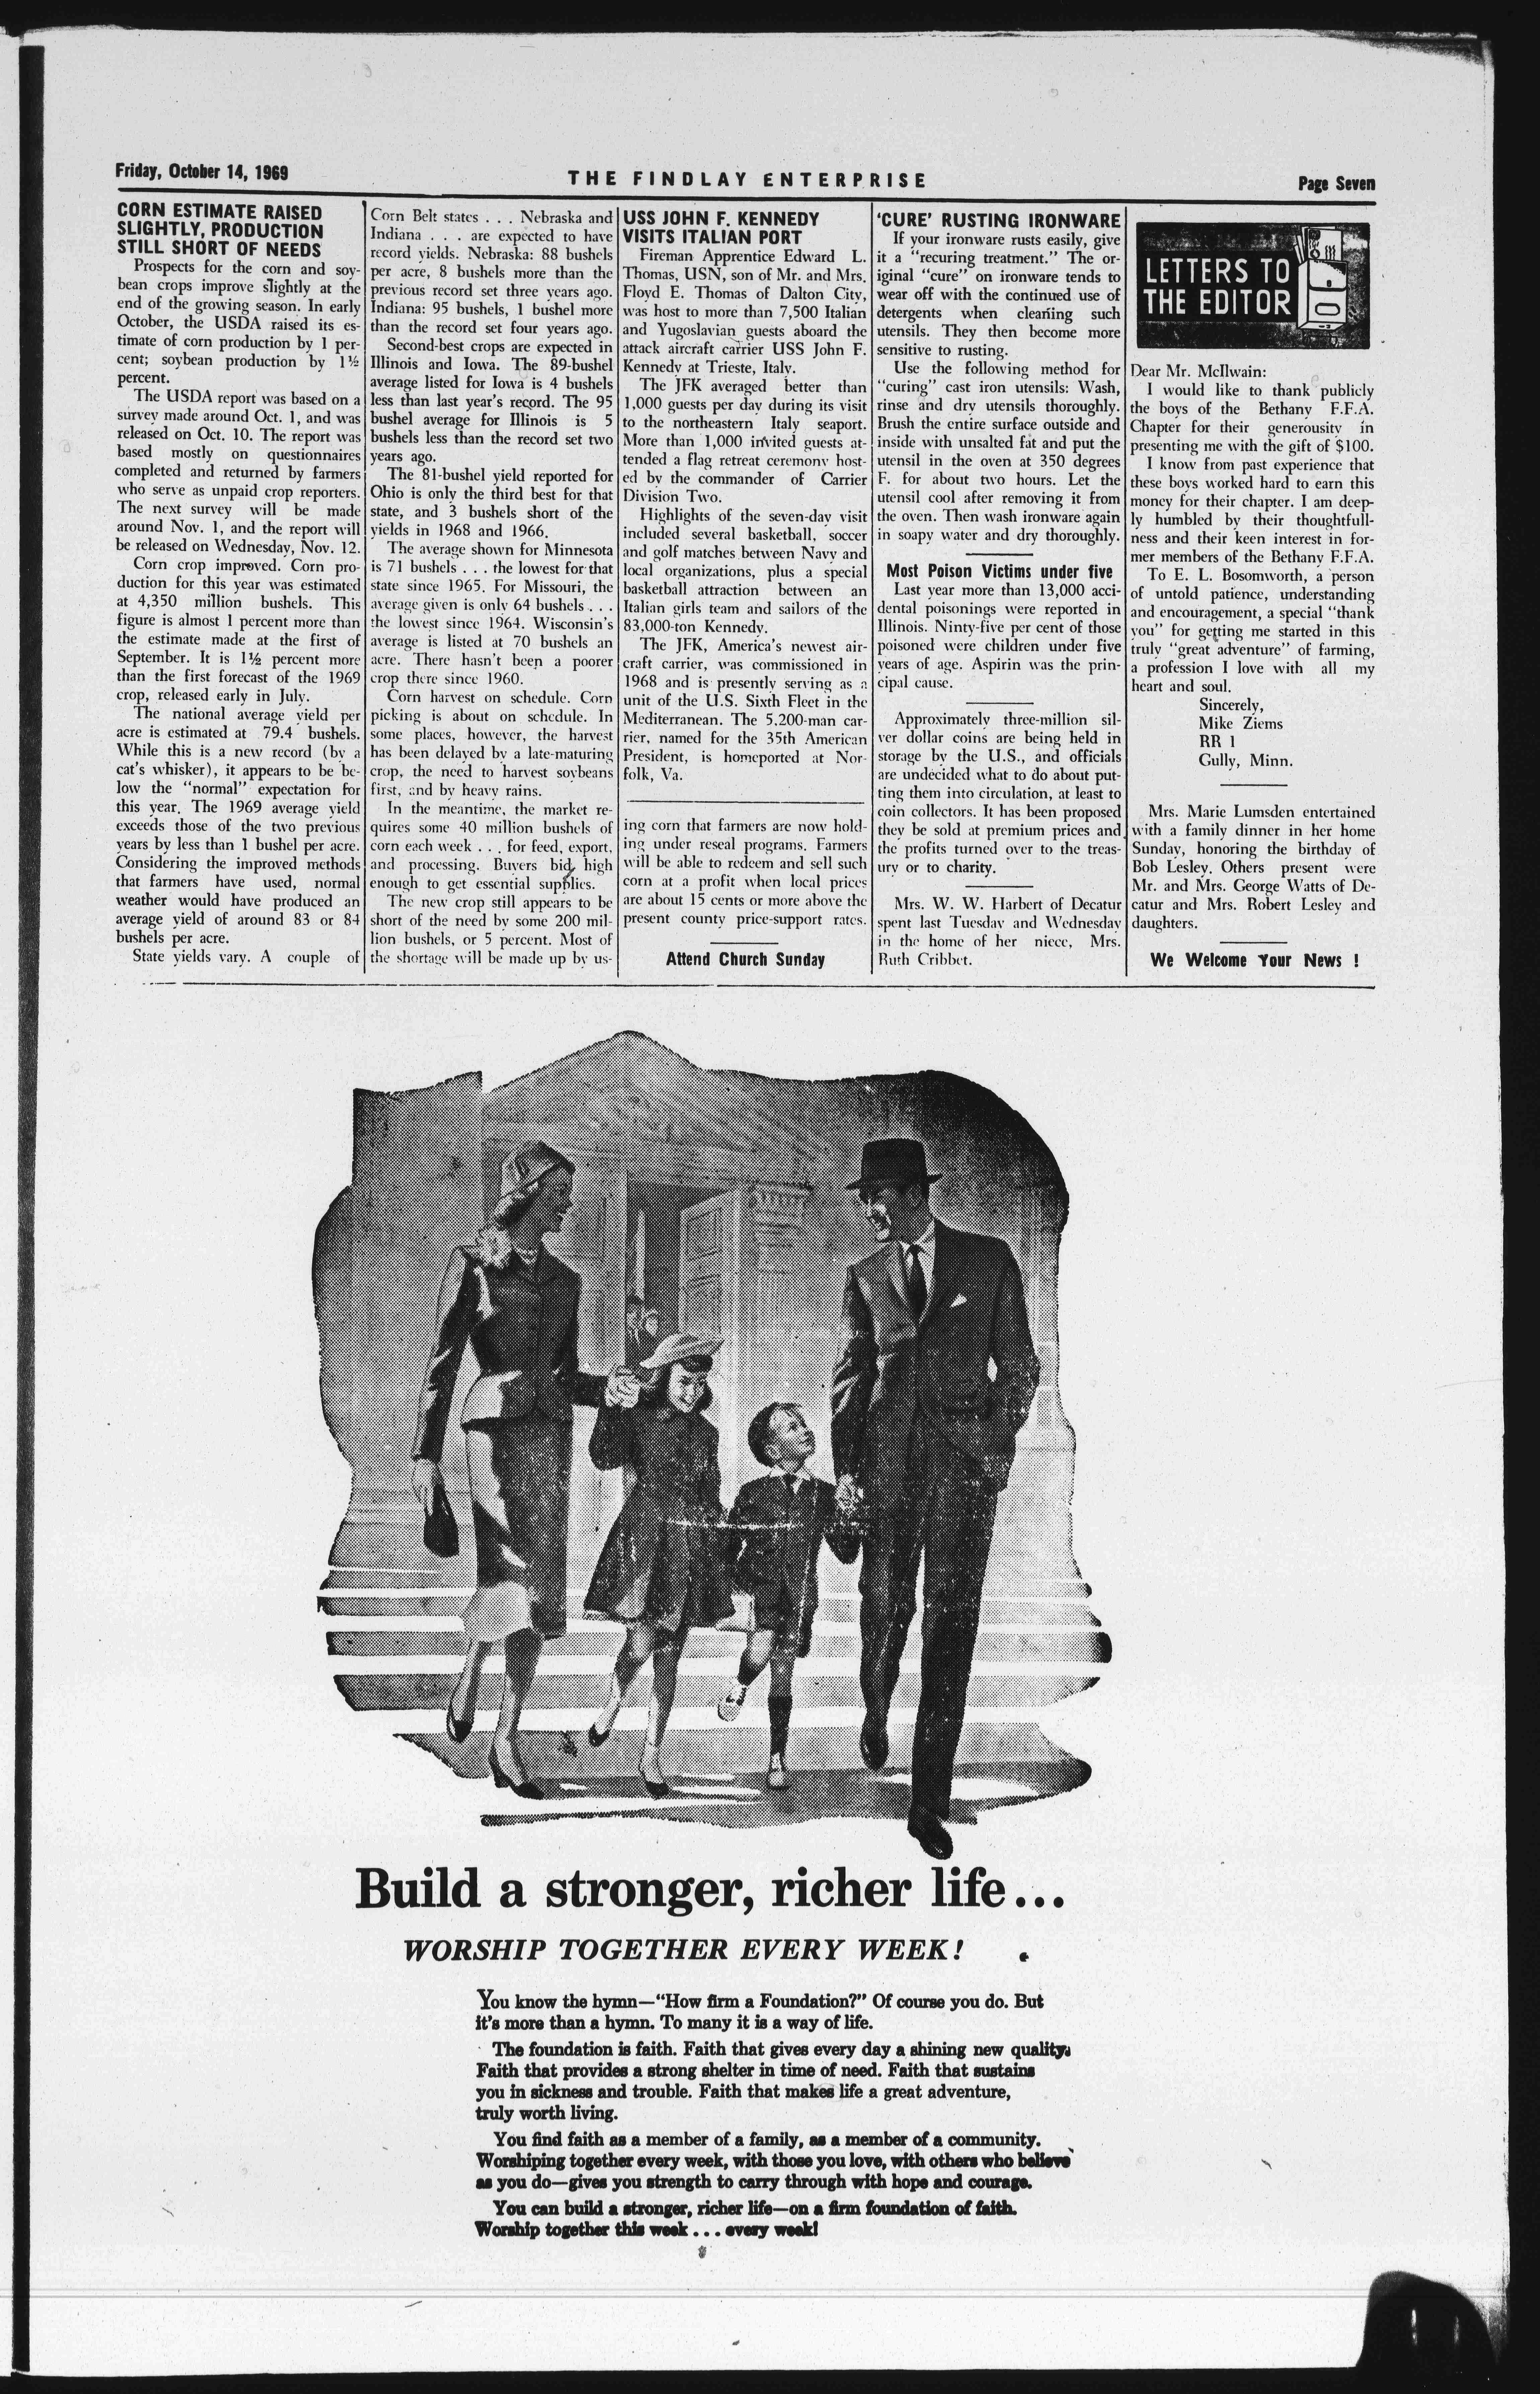 Friday, October 14, 1969
THE FINDLAY ENTERPRISE
Page Seven
CORN ESTIMATE RAISED
SLIGHTLY, PRODUCTION
STILL SHORT OF NEEDS
Prospects for the corn and soy-
bean crops improve slightly at the
end of the growing season. In early
October, the USDA raised its es-
timate of corn production by 1 per-
cent; soybean production by 1½
percent.
The USDA report was based on a
survey made around Oct. 1, and was
released on Oct. 10. The report was
based mostly on questionnaires
completed and returned by farmers
who serve as unpaid crop reporters.
The next survey will be made
around Nov. 1, and the report will
be released on Wednesday, Nov. 12.
Corn crop improved. Corn pro-
duction for this year was estimated
at 4,350 million bushels. This
figure is almost 1 percent more than
the estimate made at the first of
September. It is 1½ percent more
than the first forecast of the 1969
crop, released early in July.
The national average yield per
acre is estimated at 79.4 bushels.
While this is a new record (by a
cat's whisker), it appears to be be-
low the "normal" expectation for
this year. The 1969 average yield
exceeds those of the two previous
years by less than 1 bushel per acre.
Considering the improved methods
that farmers have used, normal
weather would have produced an
average yield of around 83 or 84
bushels per acre.
State yields vary. A couple of
Corn Belt states . . . Nebraska and
Indiana . . . are expected to have
record yields. Nebraska: 88 bushels
per acre, 8 bushels more than the
previous record set three years ago.
Indiana: 95 bushels, 1 bushel more
than the record set four years ago.
Second-best crops are expected in
Illinois and Iowa. The 89-bushel
average listed for Iowa is 4 bushels
less than last year's record. The 95
bushel average for Illinois is 5
bushels less than the record set two
years ago.
The 81-bushel yield reported for
Ohio is only the third best for that
state, and 3 bushels short of the
yields in 1968 and 1966.
The average shown for Minnesota
is 71 bushels . . . the lowest for that
state since 1965. For Missouri, the
average given is only 64 bushels . . .
the lowest since 1964. Wisconsin's
average is listed at 70 bushels an
acre. There hasn't been a poorer
crop there since 1960.
Corn harvest on schedule. Corn
picking is about on schedule. In
some places, however, the harvest
has been delayed by a late-maturing
crop, the need to harvest soybeans
first, and by heavy rains.
In the meantime, the market re-
quires some 40 million bushels of
corn each week . . . for feed, export,
and processing. Buyers bid high
enough to get essential supplies.
The new crop still appears to be
short of the need by some 200 mil-
lion bushels, or 5 percent. Most of
the shortage will be made up by us-
USS JOHN F. KENNEDY
VISITS ITALIAN PORT
Fireman Apprentice Edward L.
Thomas, USN, son of Mr. and Mrs.
Floyd E. Thomas of Dalton City,
was host to more than 7,500 Italian
and Yugoslavian guests aboard the
attack aircraft carrier USS John F.
Kennedy at Trieste, Italy.
The JFK averaged better than
1,000 guests per day during its visit
to the northeastern Italy seaport.
More than 1,000 invited guests at-
tended a flag retreat ceremony host-
ed by the commander of Carrier
Division Two.
Highlights of the seven-day visit
included several basketball, soccer
and golf matches between Navy and
local organizations, plus a special
basketball attraction between an
Italian girls team and sailors of the
83,000-ton Kennedy.
The JFK, America's newest air-
craft carrier, was commissioned in
1968 and is presently serving as a
unit of the U.S. Sixth Fleet in the
Mediterranean. The 5,200-man car-
rier, named for the 35th American
President, is homeported at Nor-
folk, Va.
ing corn that farmers are now hold-
ing under reseal programs. Farmers
will be able to redeem and sell such
corn at a profit when local prices
are about 15 cents or more above the
present county price-support rates.
Attend Church Sunday
'CURE' RUSTING IRONWARE
If your ironware rusts easily, give
it a "recuring treatment." The or-
iginal "cure" on ironware tends to
wear off with the continued use of
detergents when cleaning such
utensils. They then become more
sensitive to rusting.
Use the following method for
"curing" cast iron utensils: Wash,
rinse and dry utensils thoroughly.
Brush the entire surface outside and
inside with unsalted fat and put the
utensil in the oven at 350 degrees
F. for about two hours. Let the
utensil cool after removing it from
the oven. Then wash ironware again
in soapy water and dry thoroughly.
Most Poison Victims under five
Last year more than 13,000 acci-
dental poisonings were reported in
Illinois. Ninety-five per cent of those
poisoned were children under five
years of age. Aspirin was the prin-
cipal cause.
Approximately three-million sil-
ver dollar coins are being held in
storage by the U.S., and officials
are undecided what to do about put-
ting them into circulation, at least to
coin collectors. It has been proposed
they be sold at premium prices and
the profits turned over to the treas-
ury or to charity.
Mrs. W. W. Harbert of Decatur
spent last Tuesday and Wednesday
in the home of her niece, Mrs.
Ruth Cribbet.
LETTERS TO
THE EDITOR
Dear Mr. McIlwain:
I would like to thank publicly
the boys of the Bethany F.F.A.
Chapter for their generousity in
presenting me with the gift of $100.
I know from past experience that
these boys worked hard to earn this
money for their chapter. I am deep-
ly humbled by their thoughtfull-
ness and their keen interest in for-
mer members of the Bethany F.F.A.
To E. L. Bosomworth, a person
of untold patience, understanding
and encouragement, a special "thank
you" for getting me started in this
truly "great adventure" of farming,
a profession I love with all my
heart and soul.
Sincerely,
Mike Ziems
RR 1
Gully, Minn.
Mrs. Marie Lumsden entertained
with a family dinner in her home
Sunday, honoring the birthday of
Bob Lesley. Others present were
Mr. and Mrs. George Watts of De-
catur and Mrs. Robert Lesley and
daughters.
We Welcome Your News !
Build a stronger, richer life...
WORSHIP TOGETHER EVERY WEEK!
You know the hymn—"How firm a Foundation?" Of course you do. But
it's more than a hymn. To many it is a way of life.
The foundation is faith. Faith that gives every day a shining new quality.
Faith that provides a strong shelter in time of need. Faith that sustains
you in sickness and trouble. Faith that makes life a great adventure,
truly worth living.
You find faith as a member of a family, as a member of a community.
Worshiping together every week, with those you love, with others who believe
as you do—gives you strength to carry through with hope and courage.
You can build a stronger, richer life—on a firm foundation of faith.
Worship together this week . . . every week!